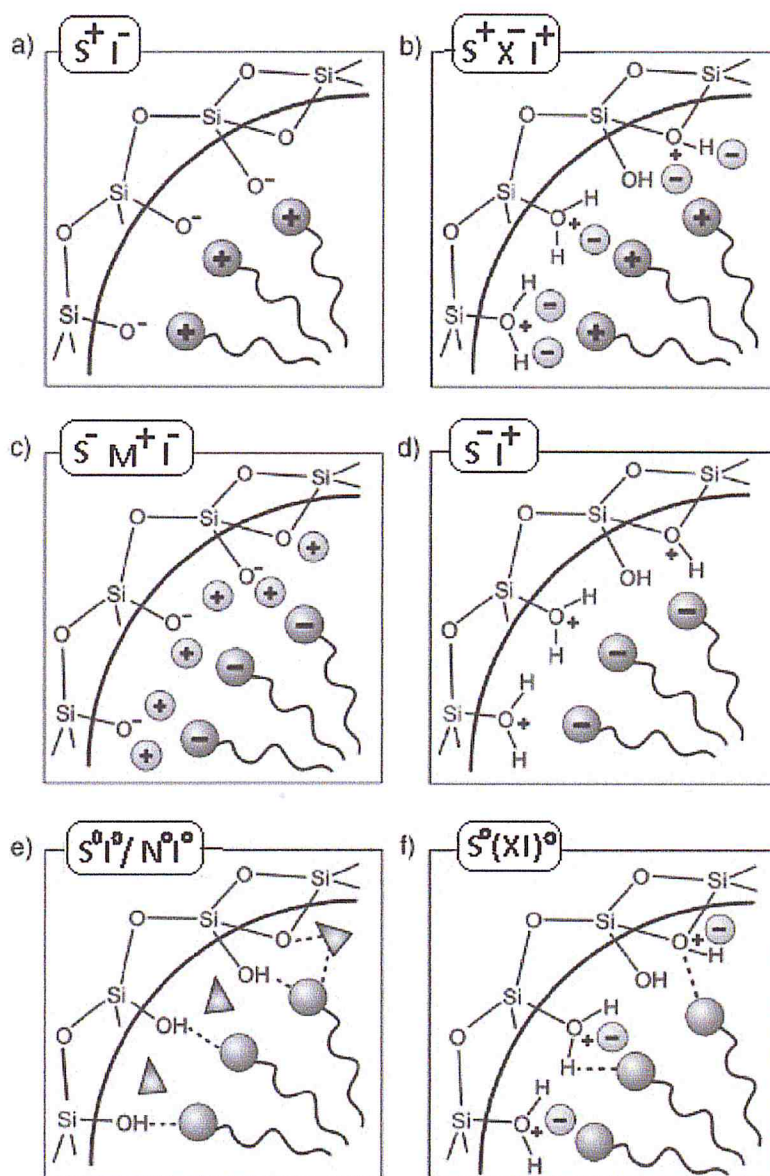 a) S⁺I⁻
Si
O
Si
O
O⁻
Si
O⁻
O
Si
O⁻
+
+
+
b) S⁺X⁻I⁺
Si
O
Si
O
O
+
H
−
−
OH
Si
H
O
+
H
−
+
+
O
H
Si
O
+
H
−
−
+
c) S⁻M⁺I⁻
Si
O
Si
O
O
+
O⁻
Si
O⁻
+
+
−
O
+
−
Si
O⁻
+
−
+
d) S⁻I⁺
Si
O
Si
O
O
+
H
OH
Si
H
O
+
H
−
−
O
H
Si
O
+
H
−
e) S⁰I⁰/N⁰I⁰
Si
O
Si
O
O
OH
Si
OH
O
Si
OH
f) S⁰(XI)⁰
Si
O
Si
O
O
+
−
H
OH
Si
H
O
+
−
H
O
H
Si
O
+
−
H